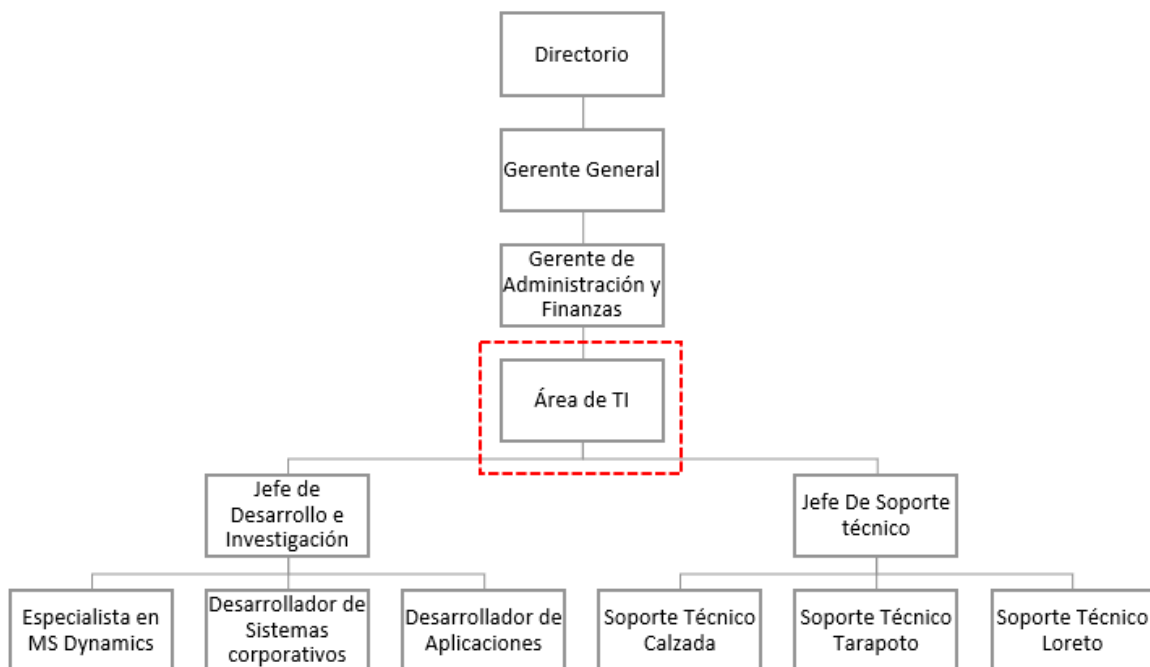 Directorio
Gerente General
Gerente de
Administración y
Finanzas
Área de TI
Jefe de
Desarrollo e
Investigación
Jefe De Soporte
técnico
Especialista en
MS Dynamics
Desarrollador de
Sistemas
corporativos
Desarrollador de
Aplicaciones
Soporte Técnico
Calzada
Soporte Técnico
Tarapoto
Soporte Técnico
Loreto